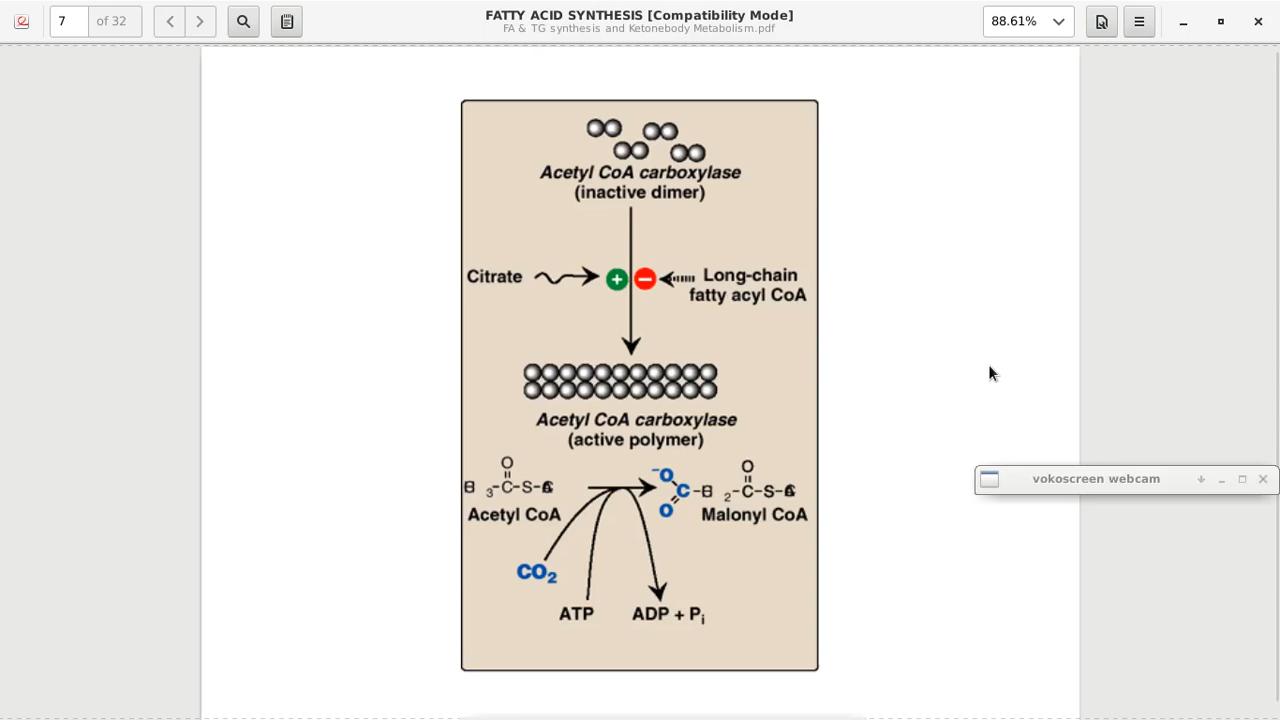 7 of 32
FATTY ACID SYNTHESIS [Compatibility Mode]
FA & TG synthesis and Ketonebody Metabolism.pdf
88.61%
Acetyl CoA carboxylase
(inactive dimer)
Citrate
+
−
Long-chain
fatty acyl CoA
Acetyl CoA carboxylase
(active polymer)
O
3-C-S-
Acetyl CoA
⁻O
C
O
O
2-C-S-
Malonyl CoA
CO₂
ATP
ADP + Pᵢ
vokoscreen webcam